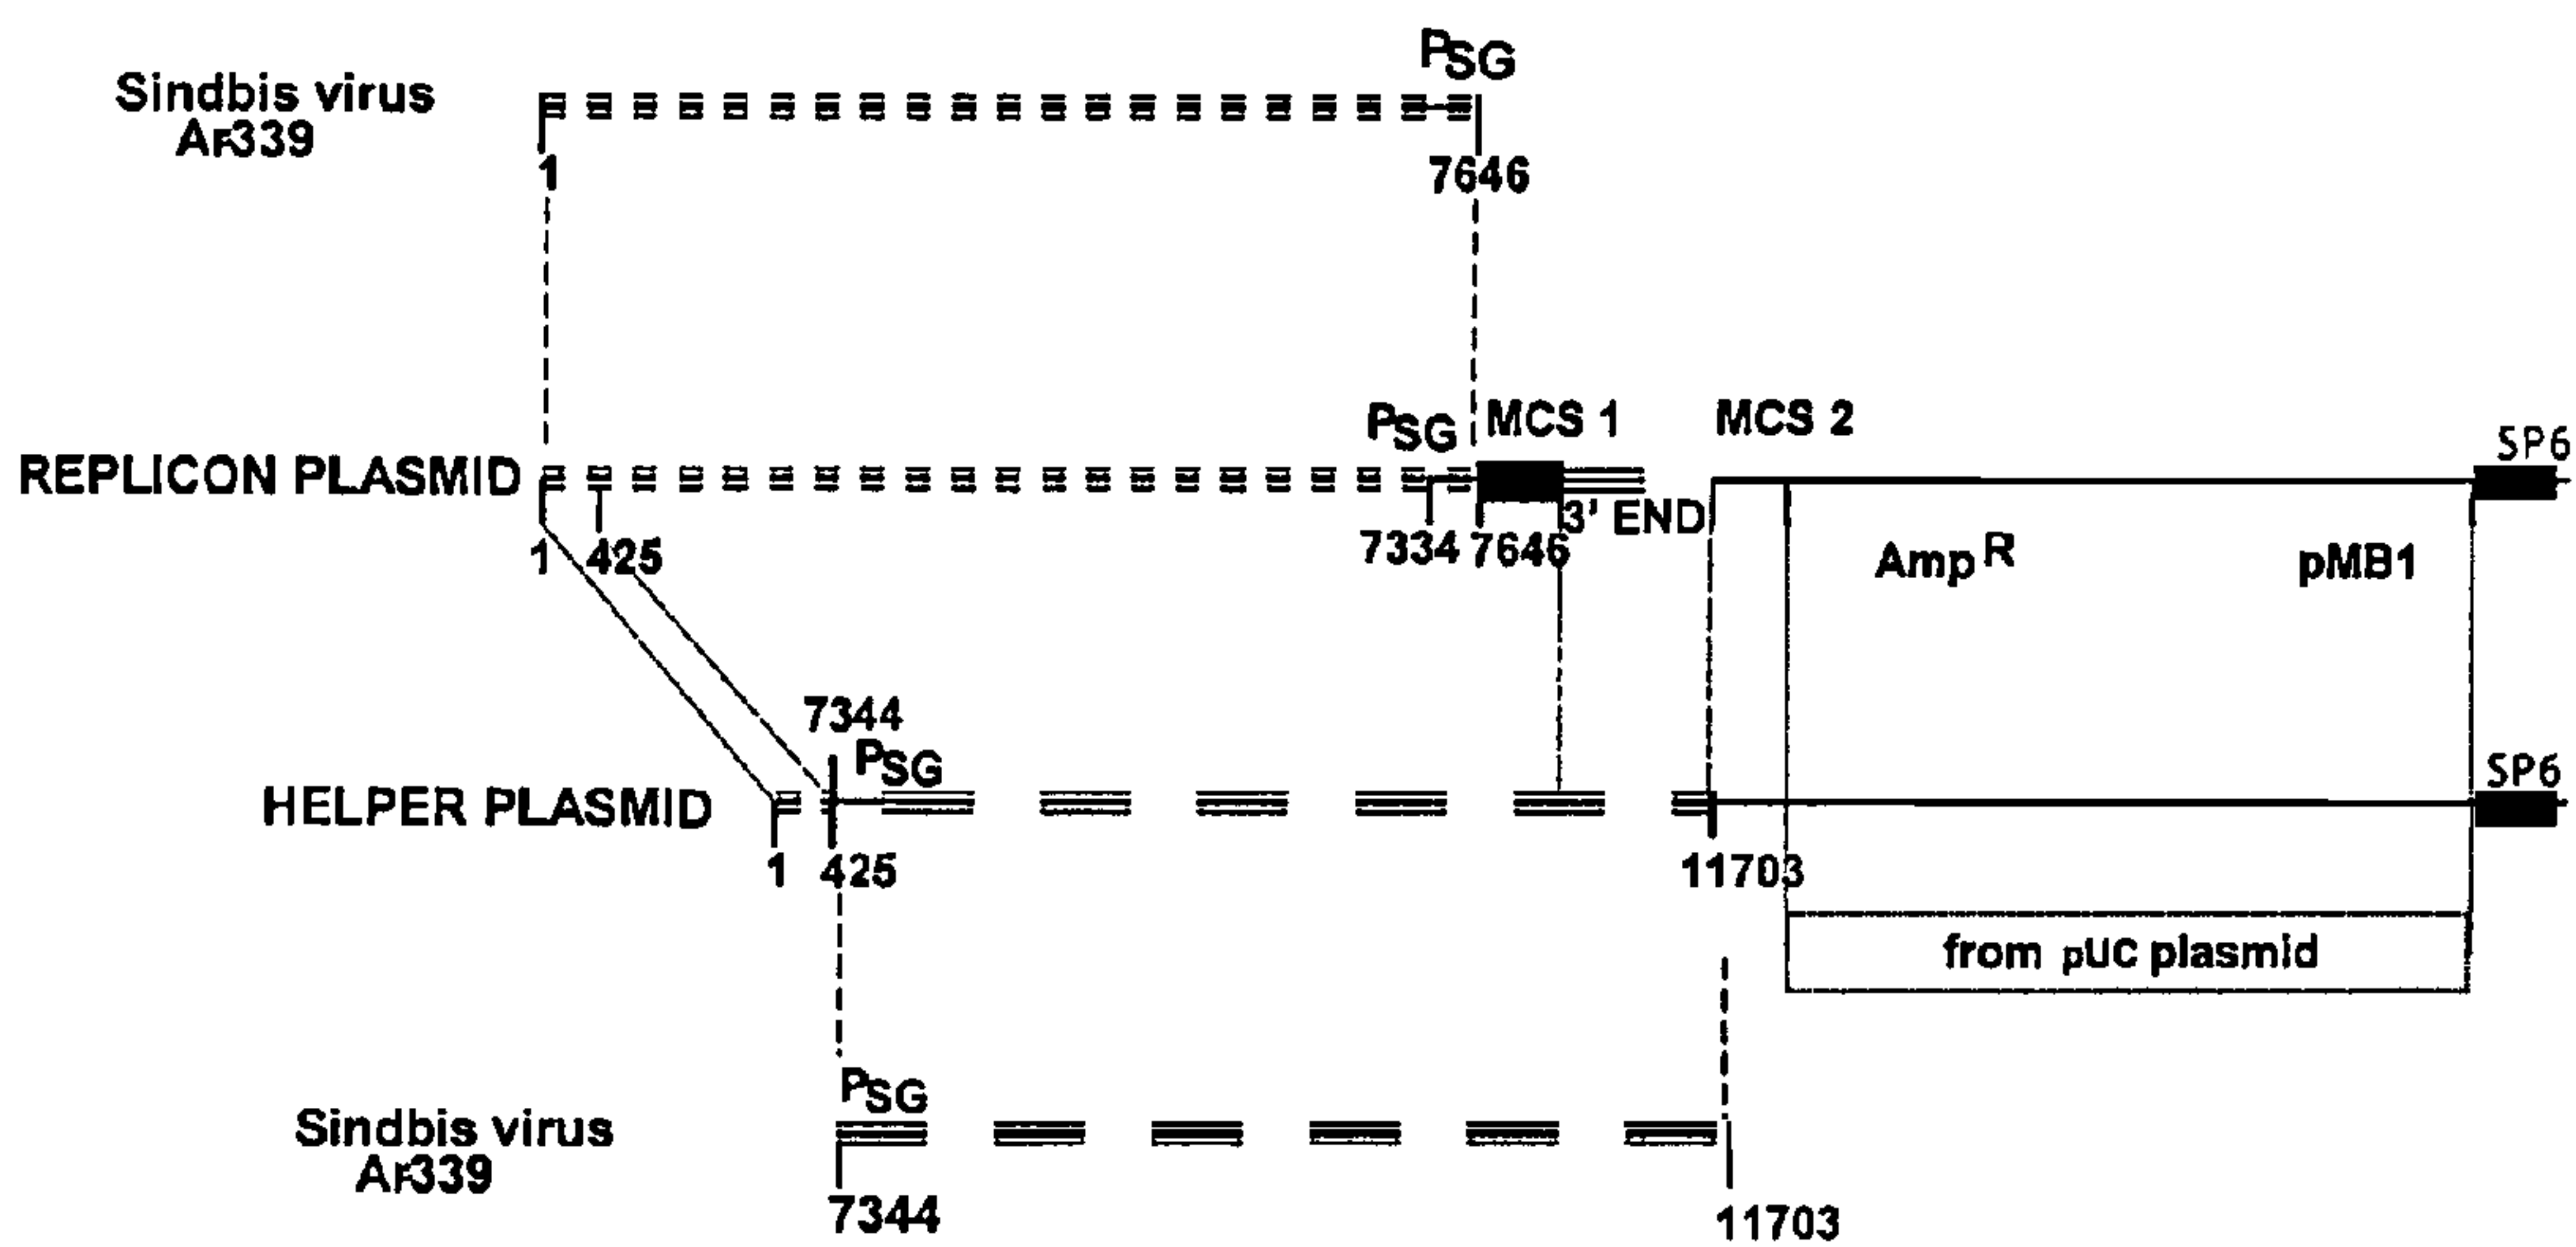 PSG
Sindbis virus
Ar339
1
7646
PSG MCS 1 MCS 2
SP6
REPLICON PLASMID
3' END
1 425 7334 7646
Amp R pMB1
7344
PSG
SP6
HELPER PLASMID
1 425 11703
from pUC plasmid
PSG
Sindbis virus
Ar339
7344 11703